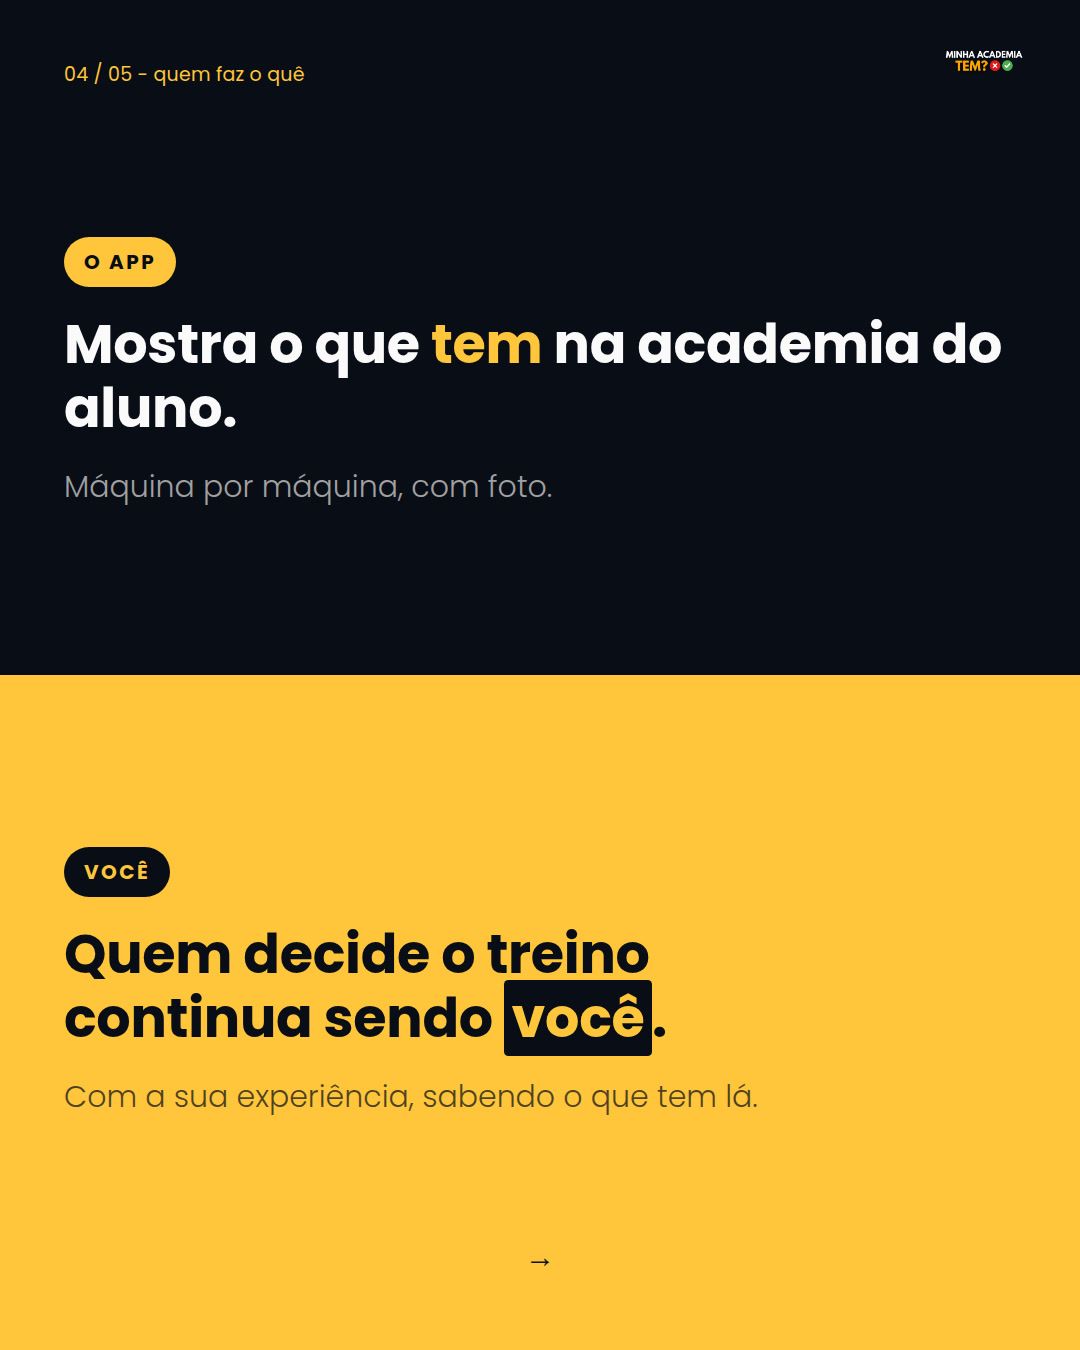 04 / 05 - quem faz o quê
MINHA ACADEMIA
TEM?
O APP
Mostra o que tem na academia do
aluno.
Máquina por máquina, com foto.
VOCÊ
Quem decide o treino
continua sendo você.
Com a sua experiência, sabendo o que tem lá.
→